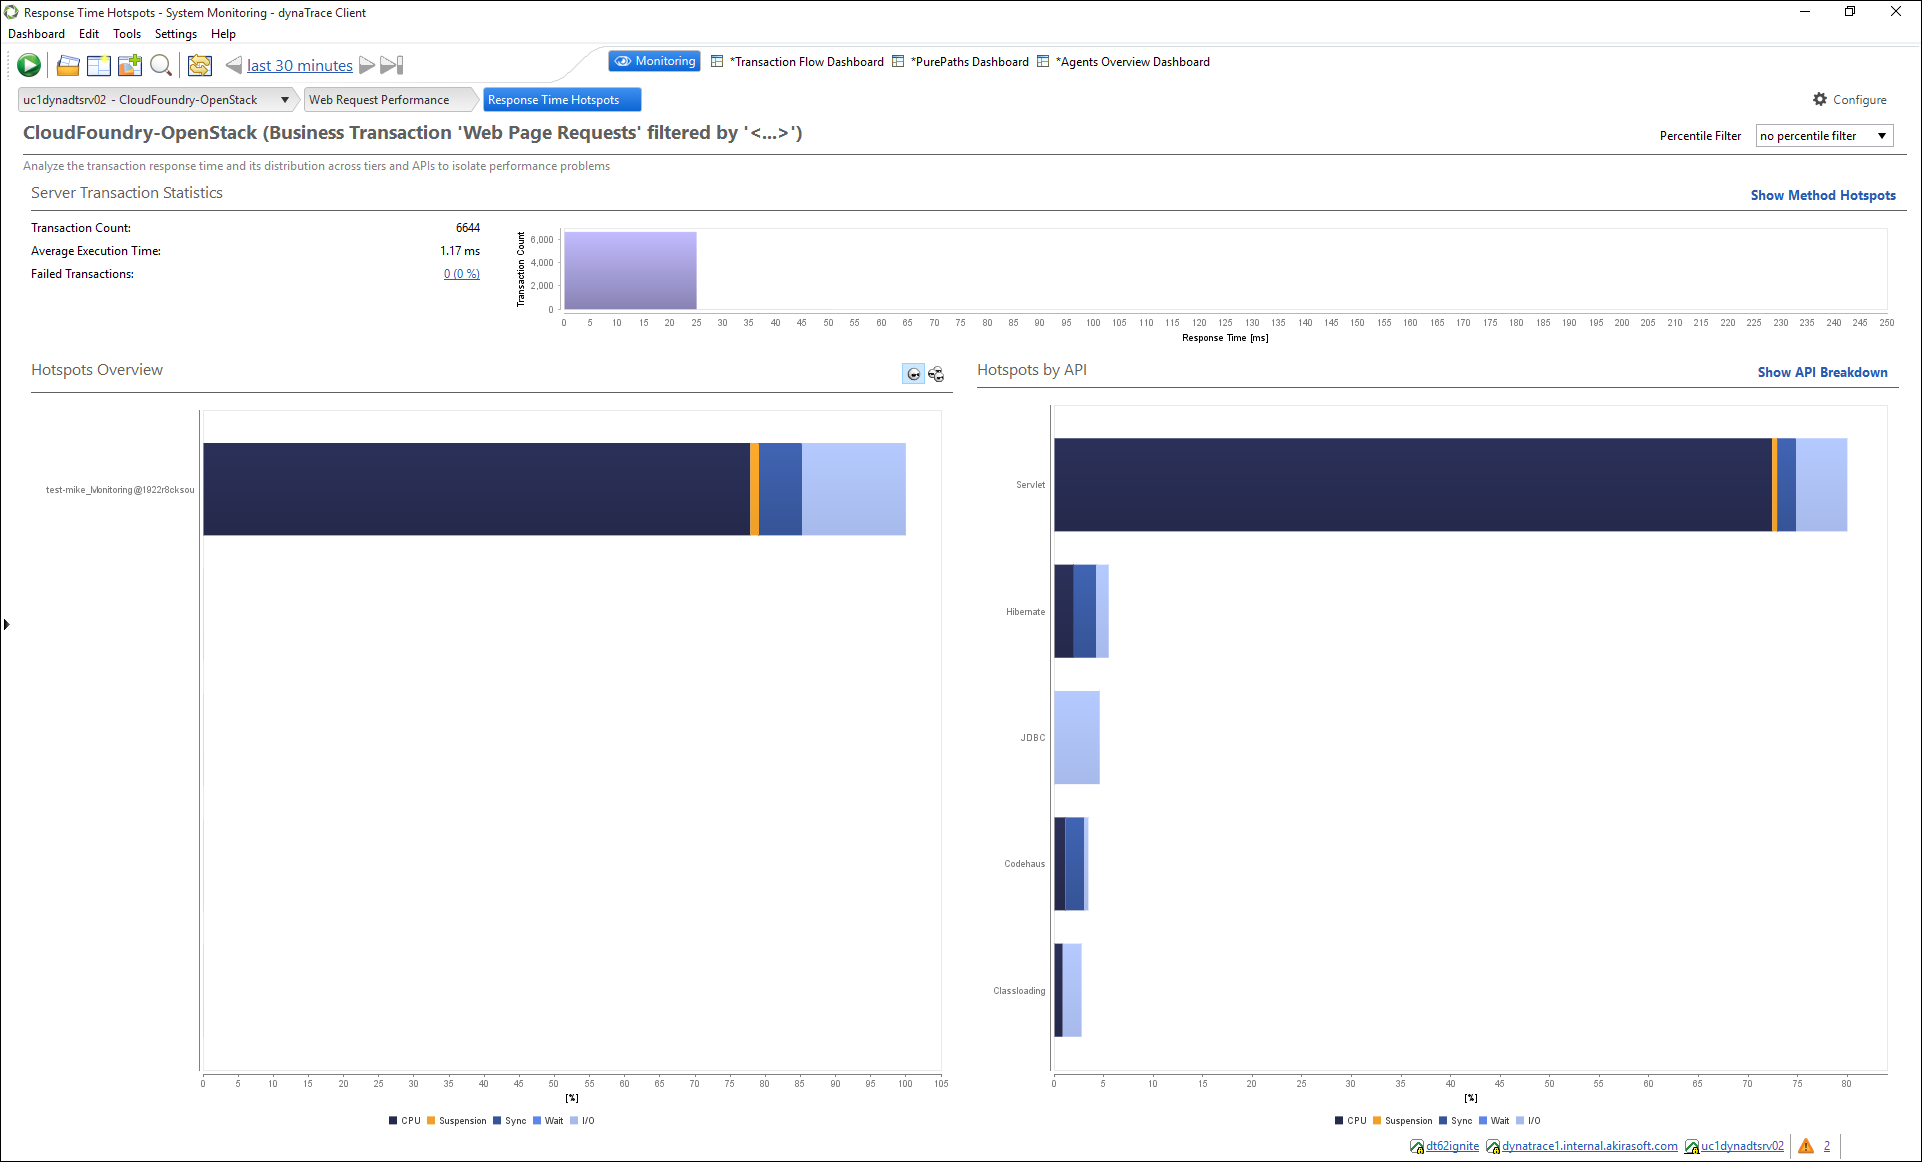 Response Time Hotspots - System Monitoring - dynaTrace Client
Dashboard Edit Tools Settings Help
last 30 minutes
Monitoring *Transaction Flow Dashboard *PurePaths Dashboard *Agents Overview Dashboard
uc1dynadtsrv02 - CloudFoundry-OpenStack Web Request Performance Response Time Hotspots Configure
CloudFoundry-OpenStack (Business Transaction 'Web Page Requests' filtered by '<...>')
Percentile Filter no percentile filter
Analyze the transaction response time and its distribution across tiers and APIs to isolate performance problems
Server Transaction Statistics Show Method Hotspots
Transaction Count: 6644
Average Execution Time: 1.17 ms
Failed Transactions: 0 (0 %)
Transaction Count
6,000
4,000
2,000
0
0 5 10 15 20 25 30 35 40 45 50 55 60 65 70 75 80 85 90 95 100 105 110 115 120 125 130 135 140 145 150 155 160 165 170 175 180 185 190 195 200 205 210 215 220 225 230 235 240 245 250
Response Time [ms]
Hotspots Overview
test-mike_Monitoring@1922r8cksou
0 5 10 15 20 25 30 35 40 45 50 55 60 65 70 75 80 85 90 95 100 105
[%]
CPU Suspension Sync Wait I/O
Hotspots by API Show API Breakdown
Servlet
Hibernate
JDBC
Codehaus
Classloading
0 5 10 15 20 25 30 35 40 45 50 55 60 65 70 75 80
[%]
CPU Suspension Sync Wait I/O
dt62ignite dynatrace1.internal.akirasoft.com uc1dynadtsrv02 2